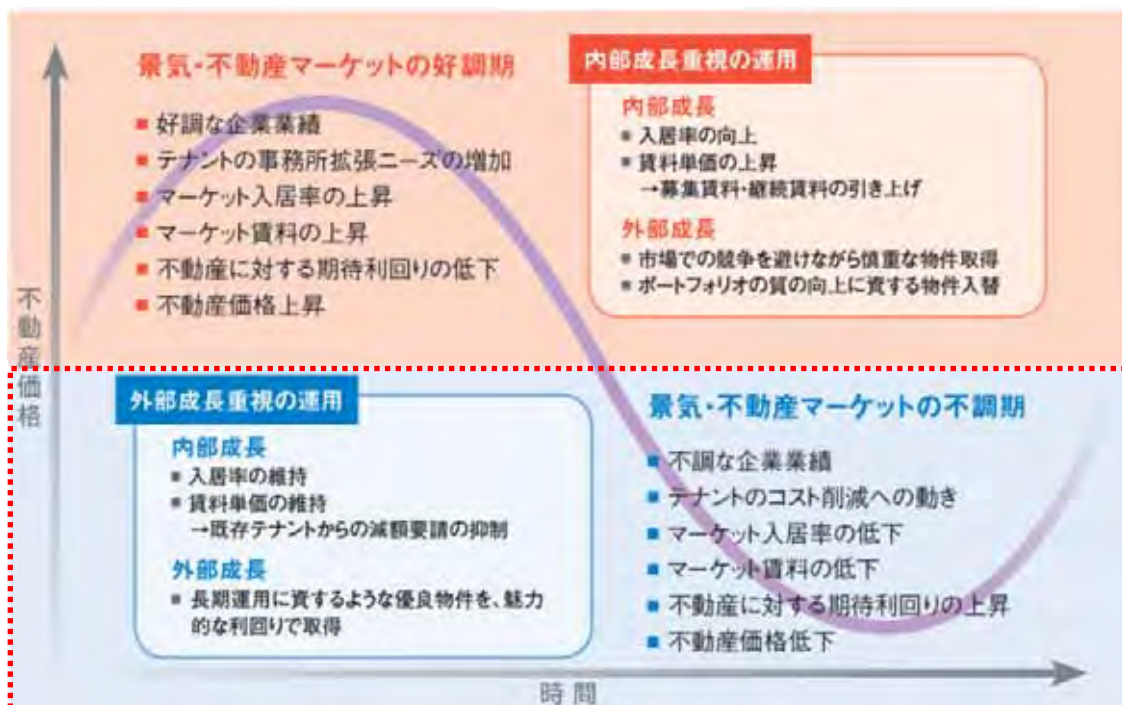 景気・不動産マーケットの好調期
■ 好調な企業業績
■ テナントの事務所拡張ニーズの増加
■ マーケット入居率の上昇
■ マーケット賃料の上昇
■ 不動産に対する期待利回りの低下
■ 不動産価格上昇
内部成長重視の運用
内部成長
■ 入居率の向上
■ 賃料単価の上昇
→募集賃料・継続賃料の引き上げ
外部成長
■ 市場での競争を避けながら慎重な物件取得
■ ポートフォリオの質の向上に資する物件入替
不動産価格
外部成長重視の運用
内部成長
■ 入居率の維持
■ 賃料単価の維持
→既存テナントからの減額要請の抑制
外部成長
■ 長期運用に資するような優良物件を、魅力
的な利回りで取得
景気・不動産マーケットの不調期
■ 不調な企業業績
■ テナントのコスト削減への動き
■ マーケット入居率の低下
■ マーケット賃料の低下
■ 不動産に対する期待利回りの上昇
■ 不動産価格低下
時間